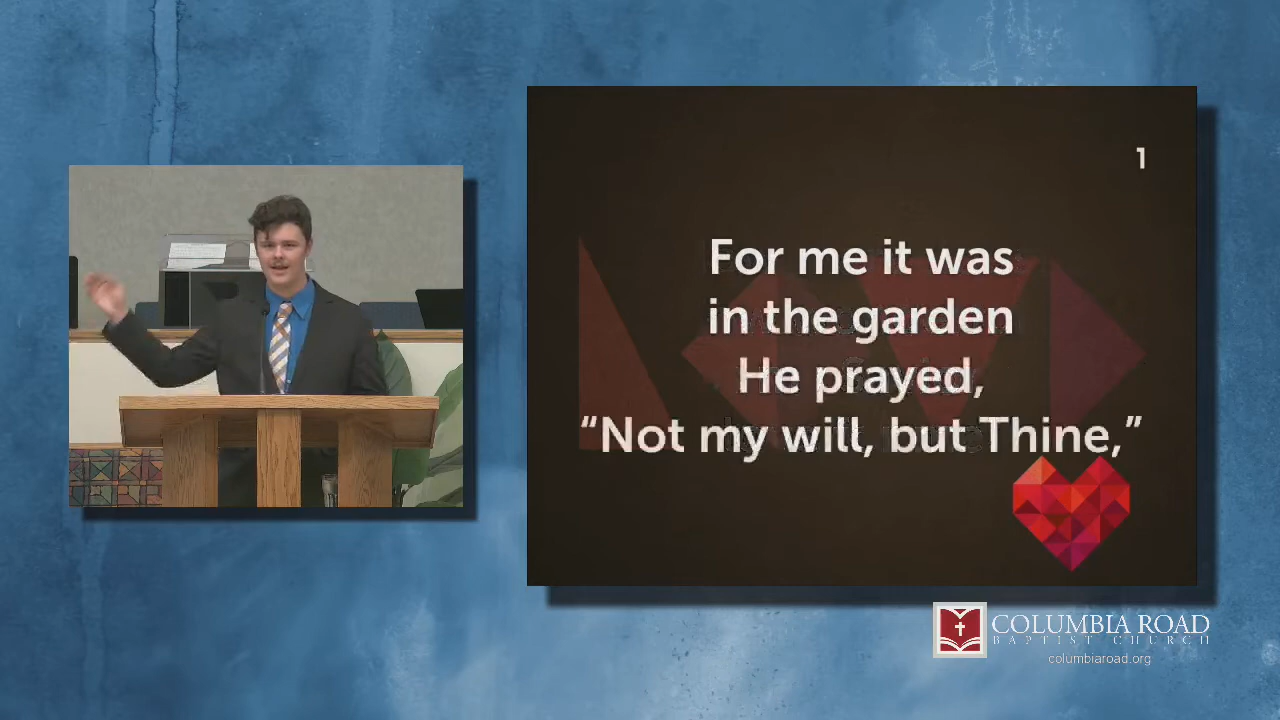 1
For me it was
in the garden
He prayed,
“Not my will, but Thine,”
COLUMBIA ROAD
BAPTIST CHURCH
columbiaroad.org